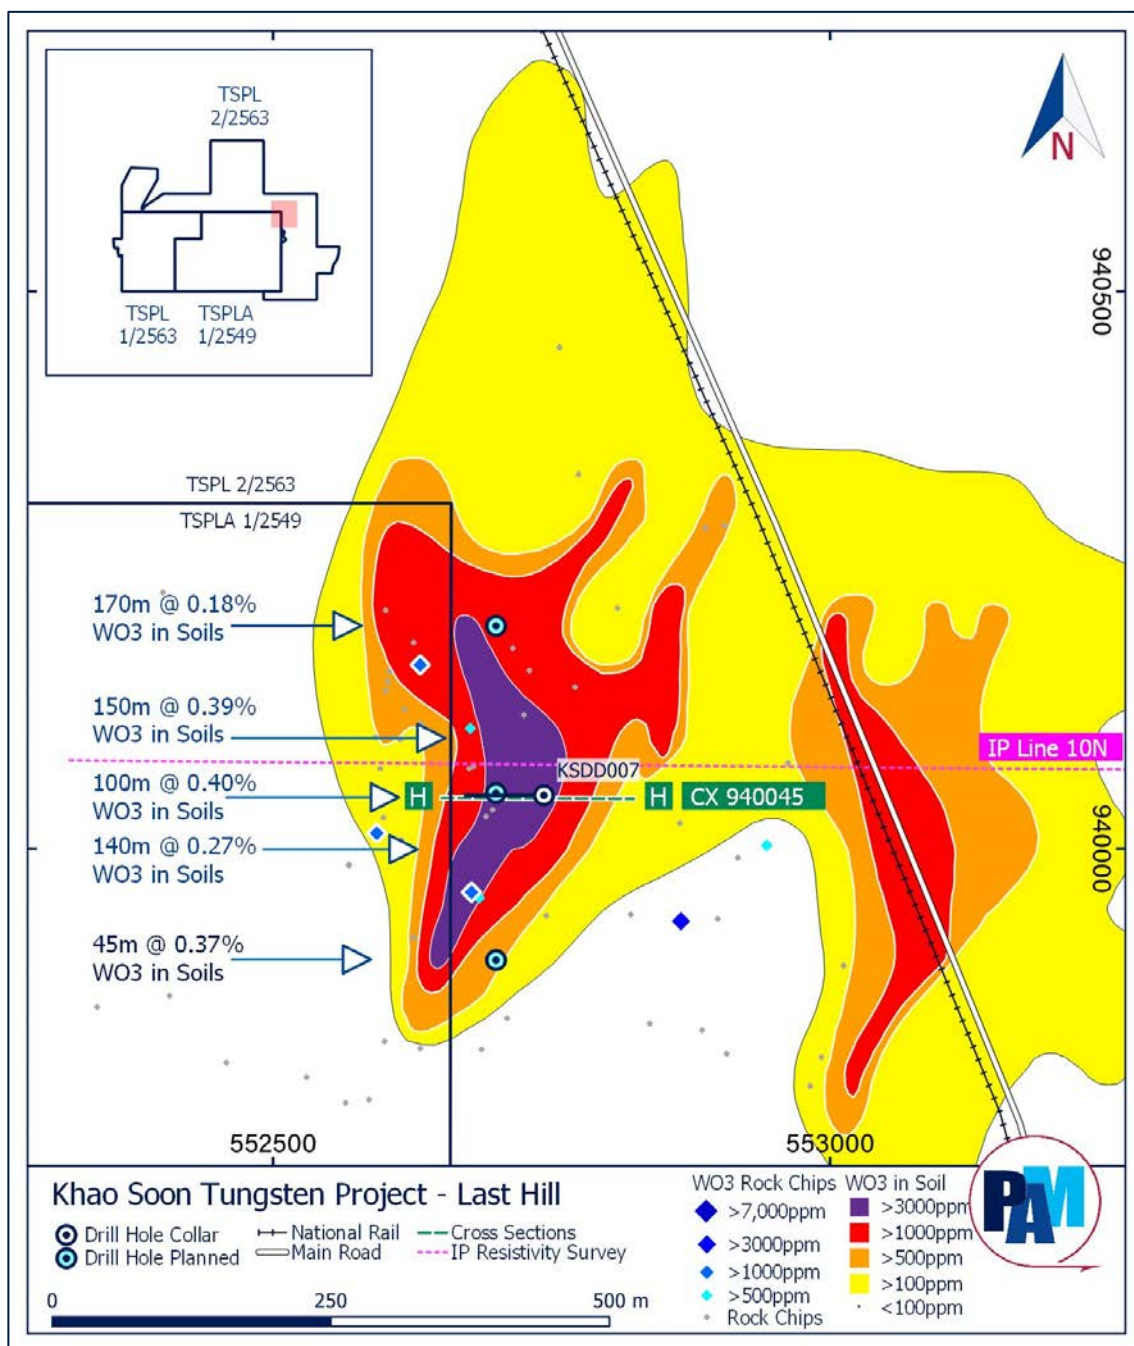 TSPL
2/2563
TSPL
1/2563
TSPLA
1/2549
N
940500
TSPL 2/2563
TSPLA 1/2549
170m @ 0.18%
WO3 in Soils
150m @ 0.39%
WO3 in Soils
IP Line 10N
KSDD007
100m @ 0.40%
WO3 in Soils
H
H
CX 940045
140m @ 0.27%
WO3 in Soils
940000
45m @ 0.37%
WO3 in Soils
552500
553000
Khao Soon Tungsten Project - Last Hill
Drill Hole Collar
Drill Hole Planned
National Rail
Main Road
Cross Sections
IP Resistivity Survey
0
250
500 m
WO3 Rock Chips
>7,000ppm
>3000ppm
>1000ppm
>500ppm
Rock Chips
WO3 in Soil
>3000ppm
>1000ppm
>500ppm
>100ppm
<100ppm
PAM